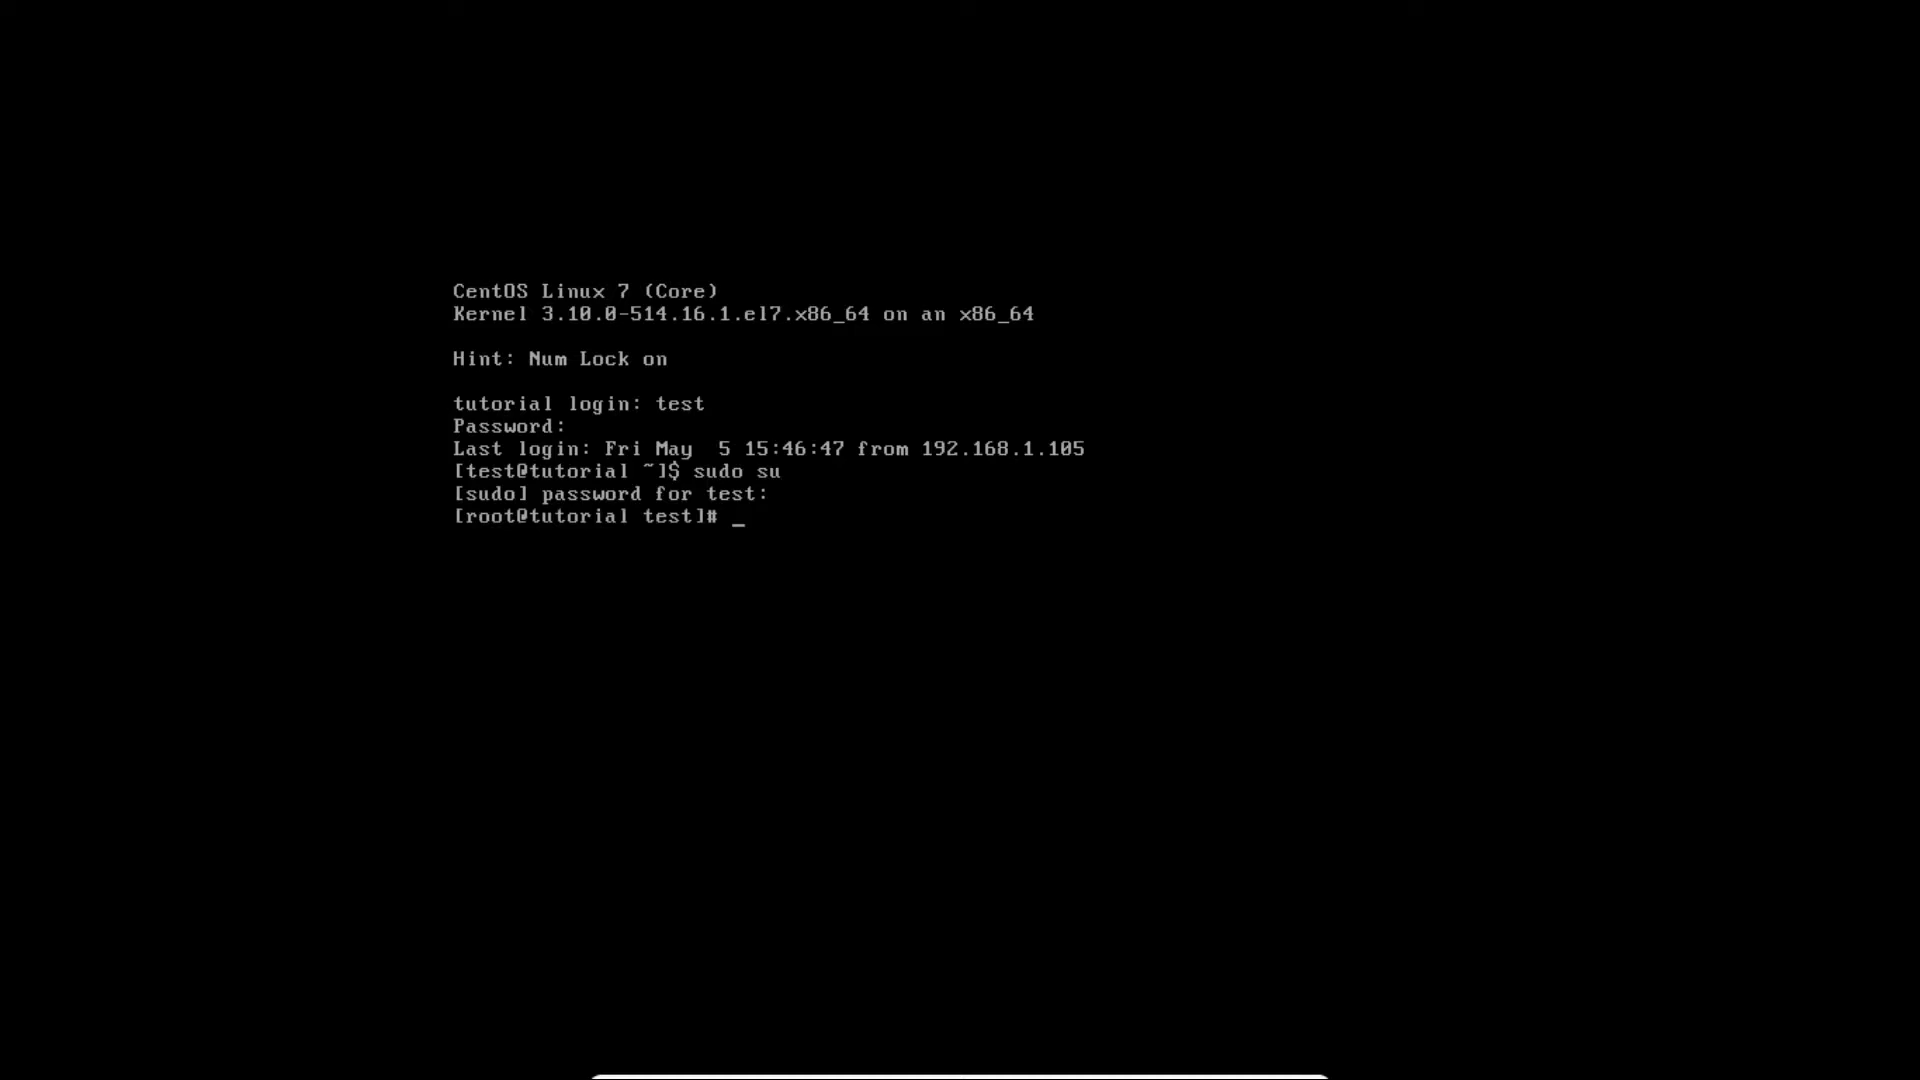 CentOS Linux 7 (Core)
Kernel 3.10.0-514.16.1.el7.x86_64 on an x86_64
Hint: Num Lock on
tutorial login: test
Password:
Last login: Fri May  5 15:46:47 from 192.168.1.105
[test@tutorial ~]$ sudo su
[sudo] password for test:
[root@tutorial test]# _